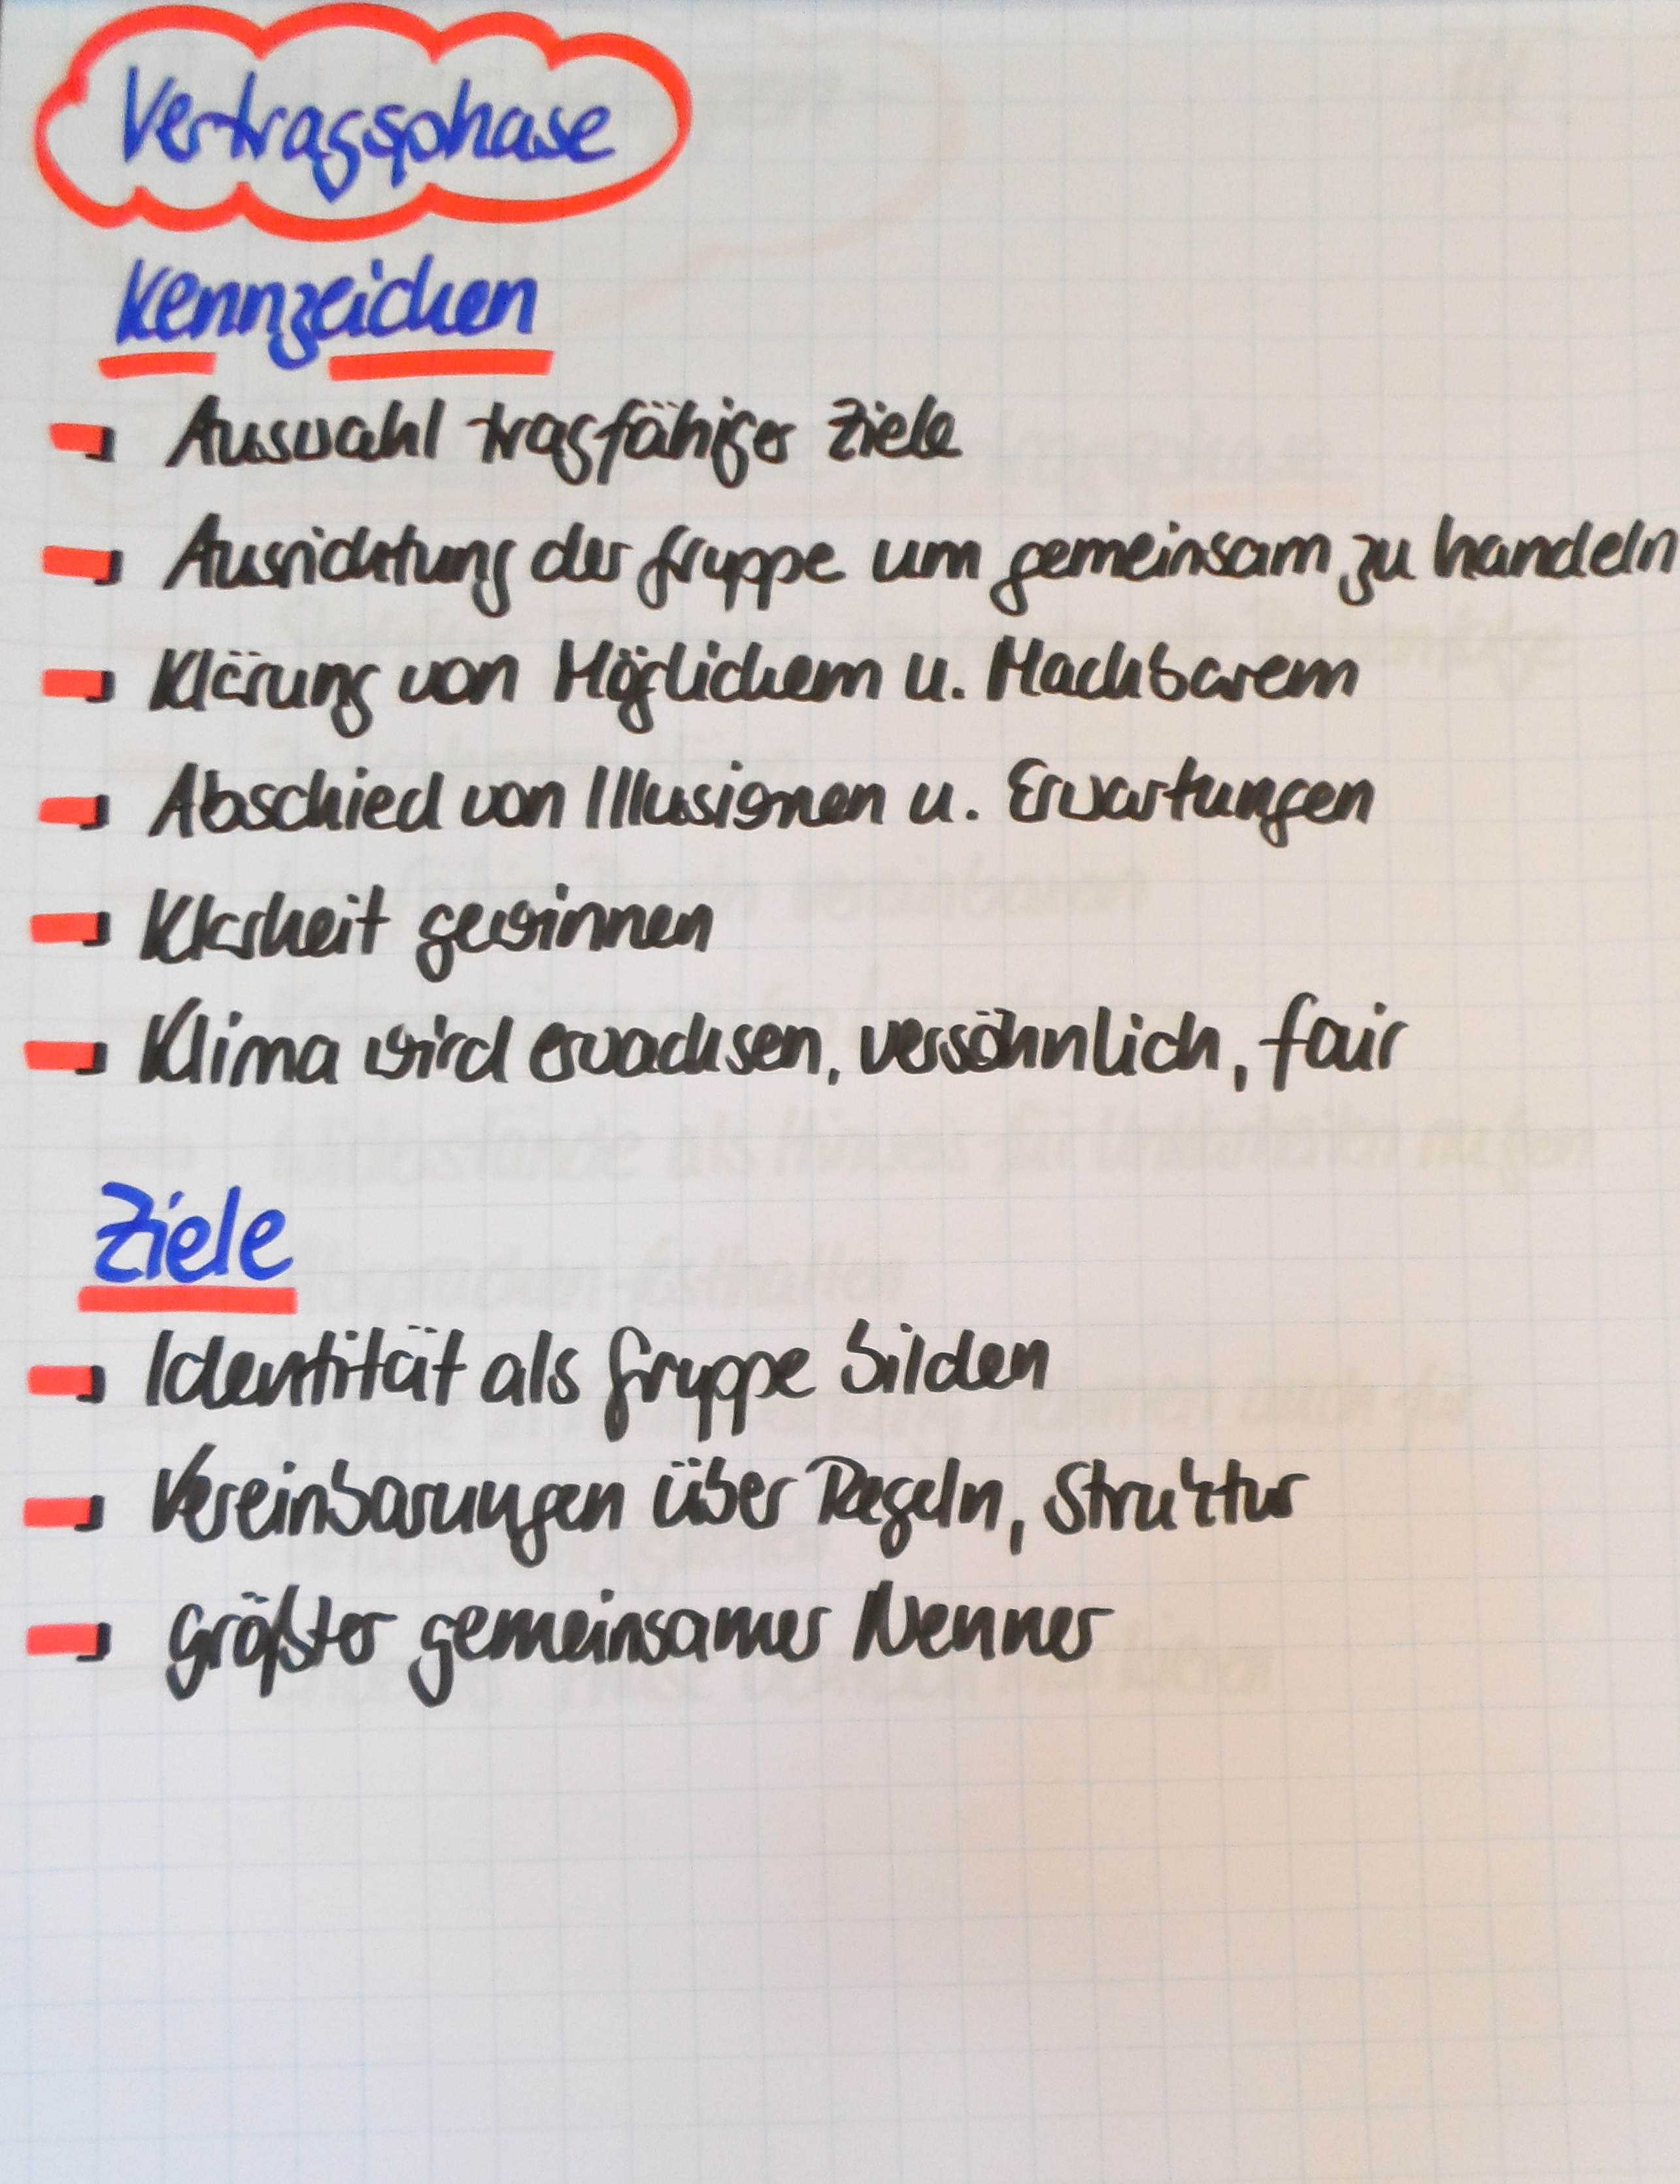 Vertragsphase
Kennzeichen
Auswahl tragfähiger Ziele
Ausrichtung der Gruppe um gemeinsam zu handeln
Klärung von Möglichem u. Machbarem
Abschied von Illusionen u. Erwartungen
Klarheit gewinnen
Klima wird erwachsen, versöhnlich, fair
Ziele
Identität als Gruppe bilden
Vereinbarungen über Regeln, Struktur
größter gemeinsamer Nenner